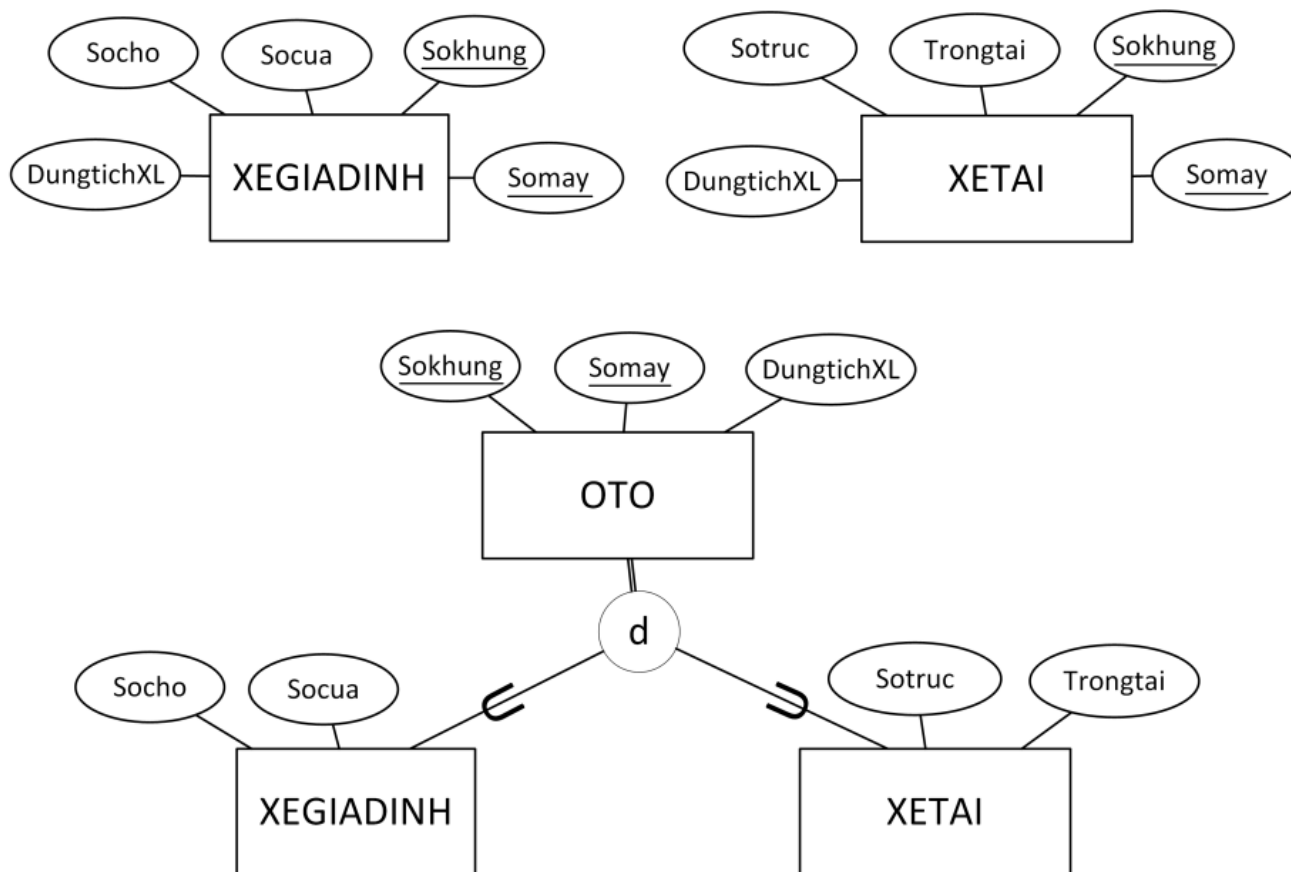 Socho
Socua
Sokhung
DungtichXL
XEGIADINH
Somay
Sotruc
Trongtai
Sokhung
DungtichXL
XETAI
Somay
Sokhung
Somay
DungtichXL
OTO
d
Socho
Socua
XEGIADINH
Sotruc
Trongtai
XETAI